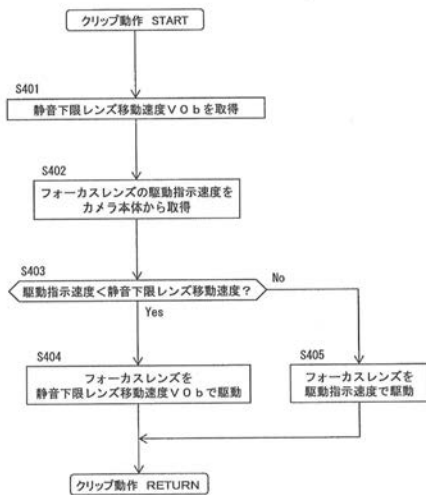 クリップ動作 START
S401
静音下限レンズ移動速度V0bを取得
S402
フォーカスレンズの駆動指示速度を
カメラ本体から取得
S403
駆動指示速度<静音下限レンズ移動速度?
No
Yes
S404
フォーカスレンズを
静音下限レンズ移動速度V0bで駆動
S405
フォーカスレンズを
駆動指示速度で駆動
クリップ動作 RETURN